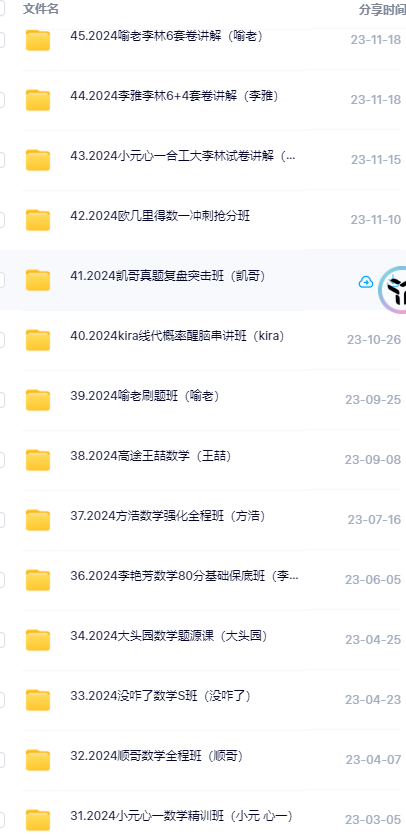 文件名
分享时间
45.2024喻老李林6套卷讲解（喻老）
23-11-18
44.2024李雅李林6+4套卷讲解（李雅）
23-11-18
43.2024小元心一合工大李林试卷讲解（...
23-11-15
42.2024欧几里得数一冲刺抢分班
23-11-10
41.2024凯哥真题复盘突击班（凯哥）
40.2024kira线代概率醒脑串讲班（kira）
23-10-26
39.2024喻老刷题班（喻老）
23-09-25
38.2024高途王喆数学（王喆）
23-09-08
37.2024方浩数学强化全程班（方浩）
23-07-16
36.2024李艳芳数学80分基础保底班（李...
23-06-05
34.2024大头园数学题源课（大头园）
23-04-25
33.2024没咋了数学S班（没咋了）
23-04-23
32.2024顺哥数学全程班（顺哥）
23-04-07
31.2024小元心一数学精训班（小元 心一）
23-03-05